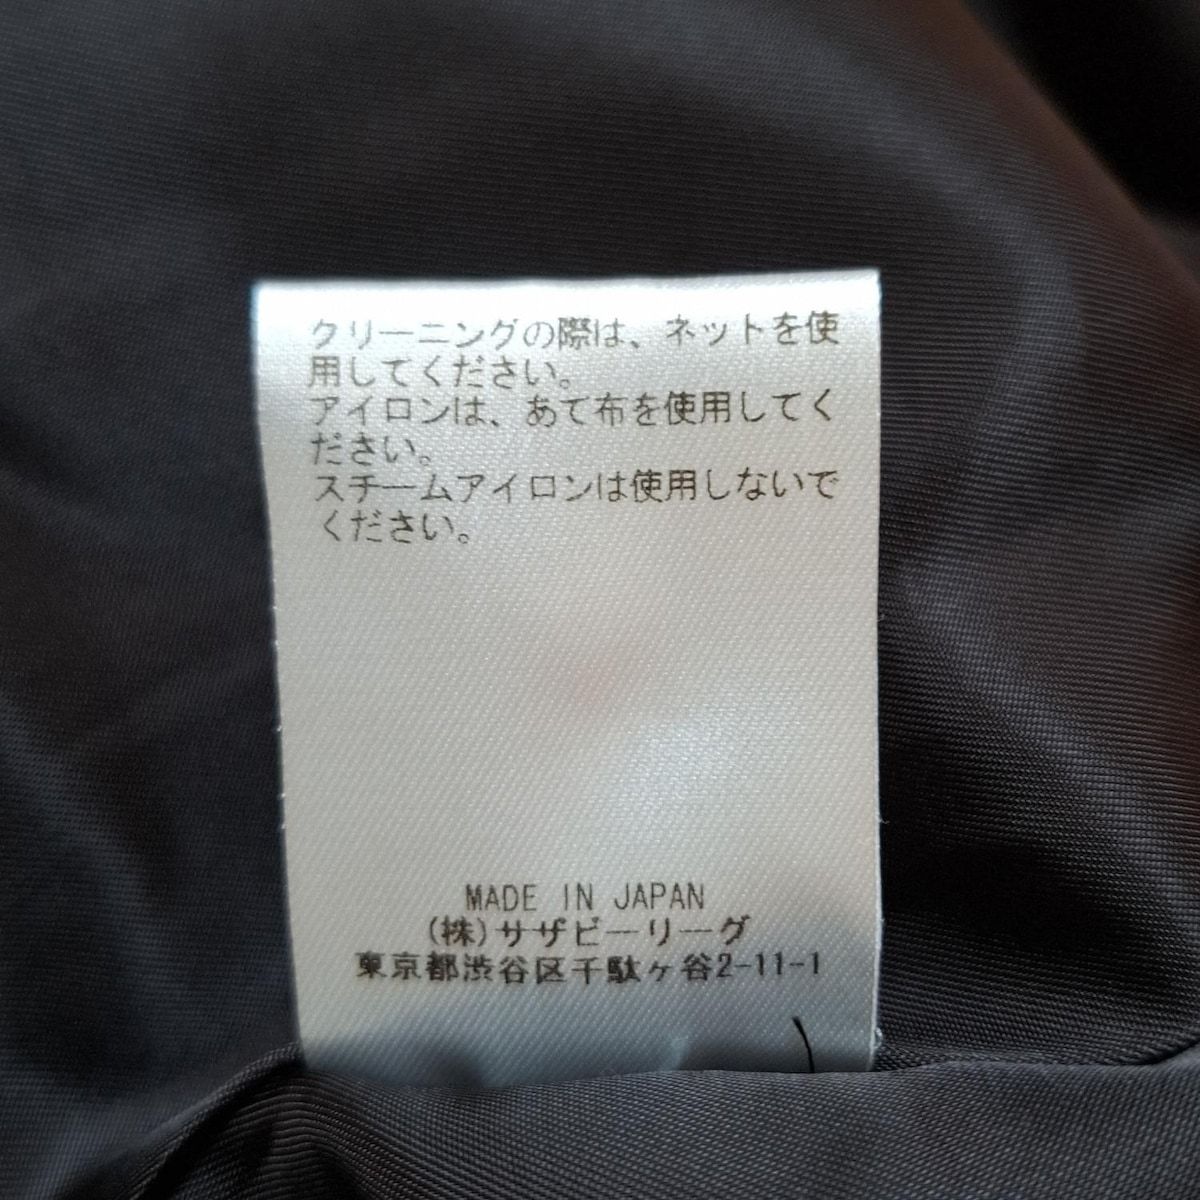 クリーニングの際は、ネットを使
用してください。
アイロンは、あて布を使用してく
ださい。
スチームアイロンは使用しないで
ください。
MADE IN JAPAN
(株)サザビーリーグ
東京都渋谷区千駄ヶ谷2-11-1